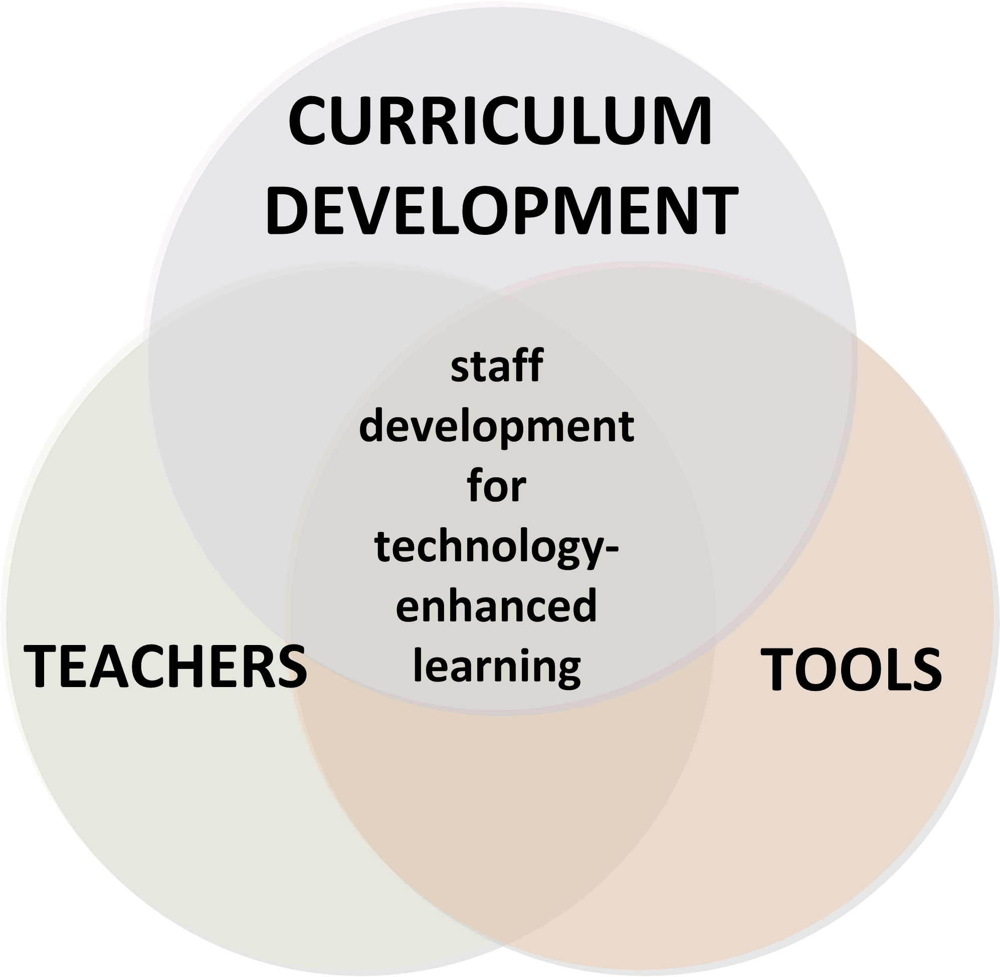 CURRICULUM
DEVELOPMENT
staff
development
for
technology-
enhanced
learning
TEACHERS
TOOLS